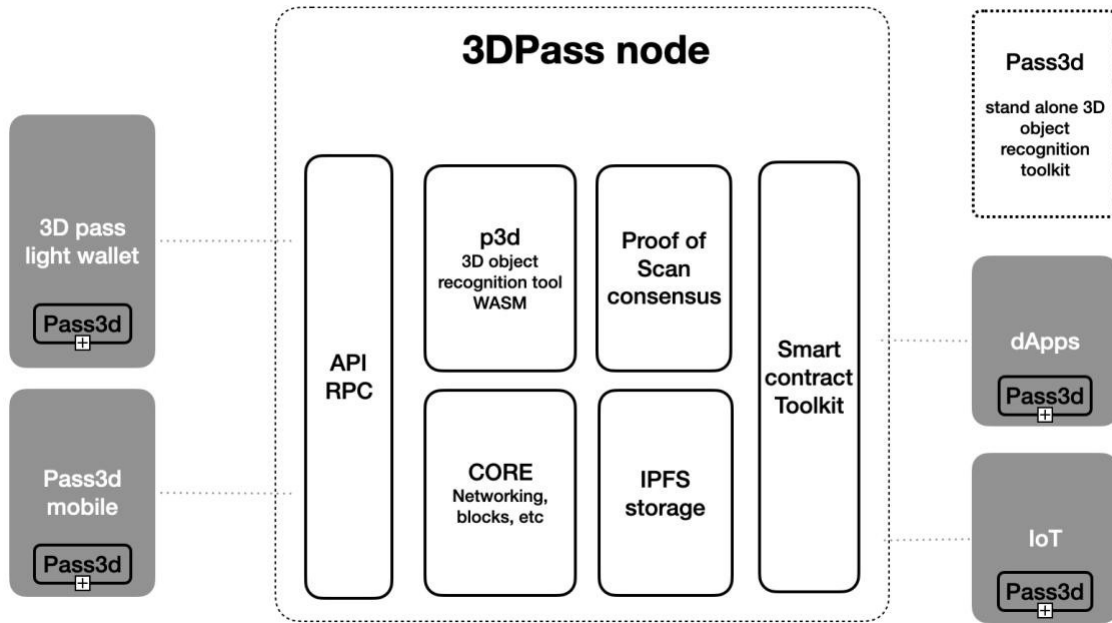 3DPass node
3D pass
light wallet
Pass3d
Pass3d
mobile
Pass3d
API
RPC
p3d
3D object
recognition tool
WASM
Proof of
Scan
consensus
CORE
Networking,
blocks, etc
IPFS
storage
Smart
contract
Toolkit
Pass3d
stand alone 3D
object
recognition
toolkit
dApps
Pass3d
IoT
Pass3d